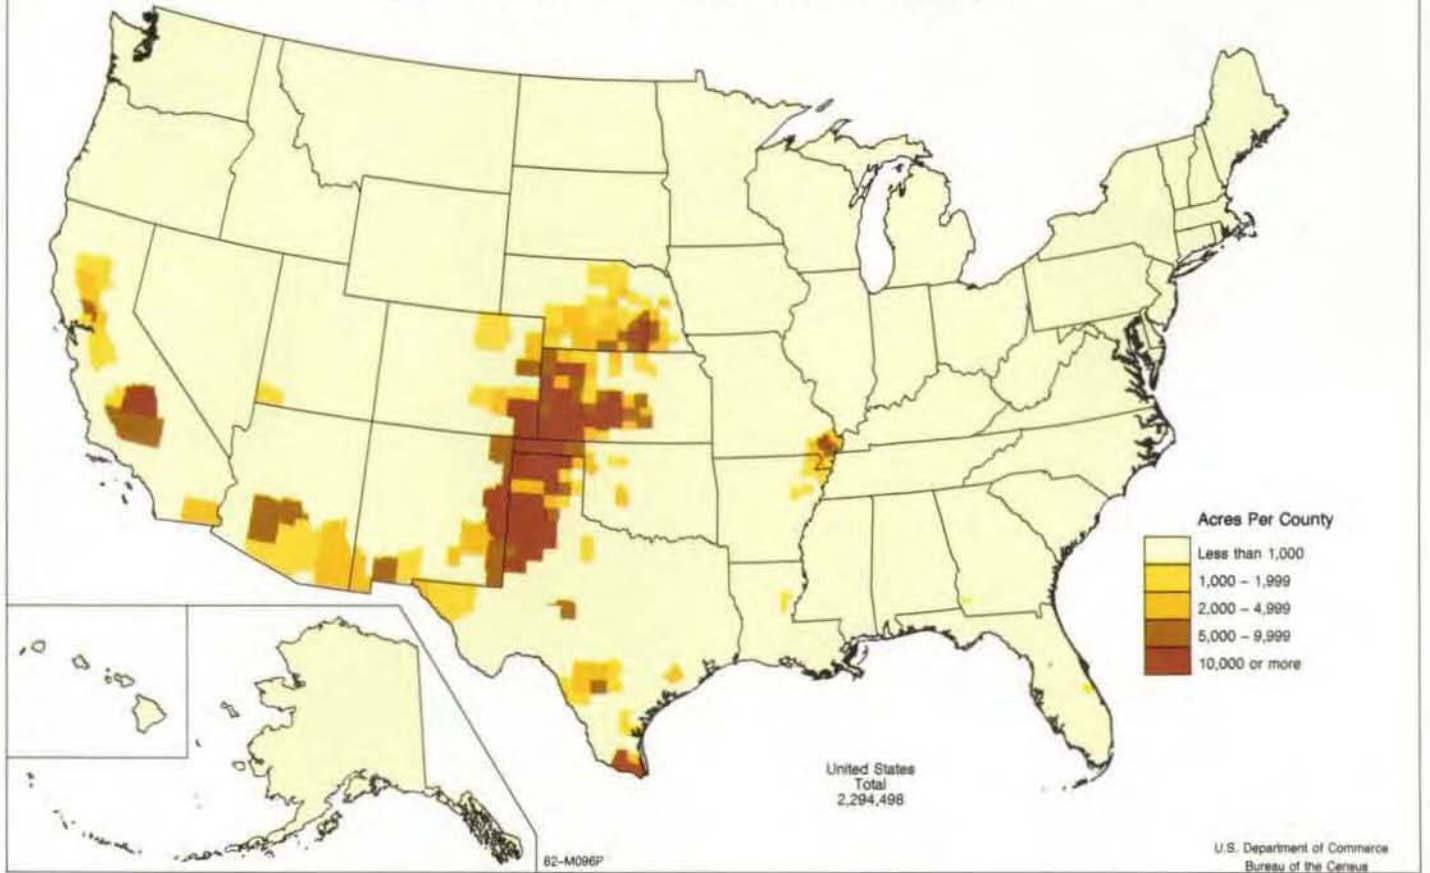 Acres Per County
Less than 1,000
1,000 – 1,999
2,000 – 4,999
5,000 – 9,999
10,000 or more
United States
Total
2,294,498
82-M096P
U.S. Department of Commerce
Bureau of the Census